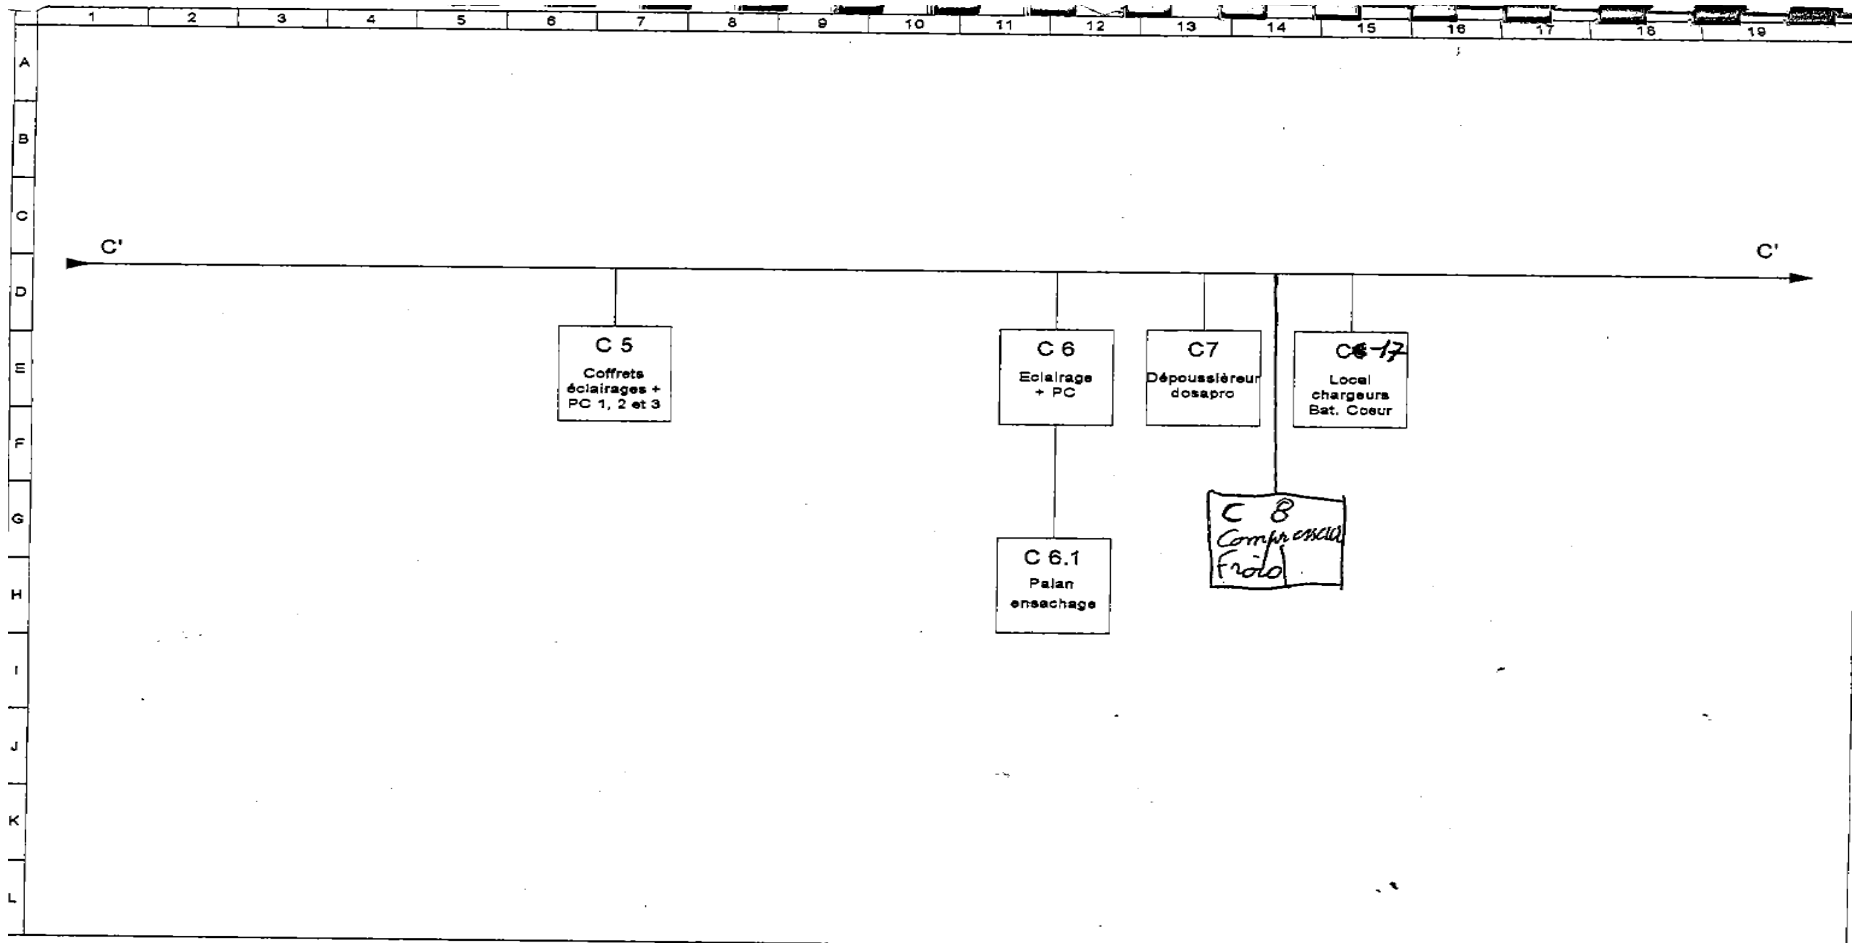 1 2 3 4 5 6 7 8 9 10 11 12 13 14 15 16 17 18 19
A
B
C
C' C'
D
E
C 5
Coffrets
éclairages +
PC 1, 2 et 3
C 6
Eclairage
+ PC
C7
Dépoussièreur
dosapro
-17
Local
chargeurs
Bat. Coeur
F
G
C 8
Compresseur
Froid
C 6.1
Palan
ensachage
H
I
J
K
L